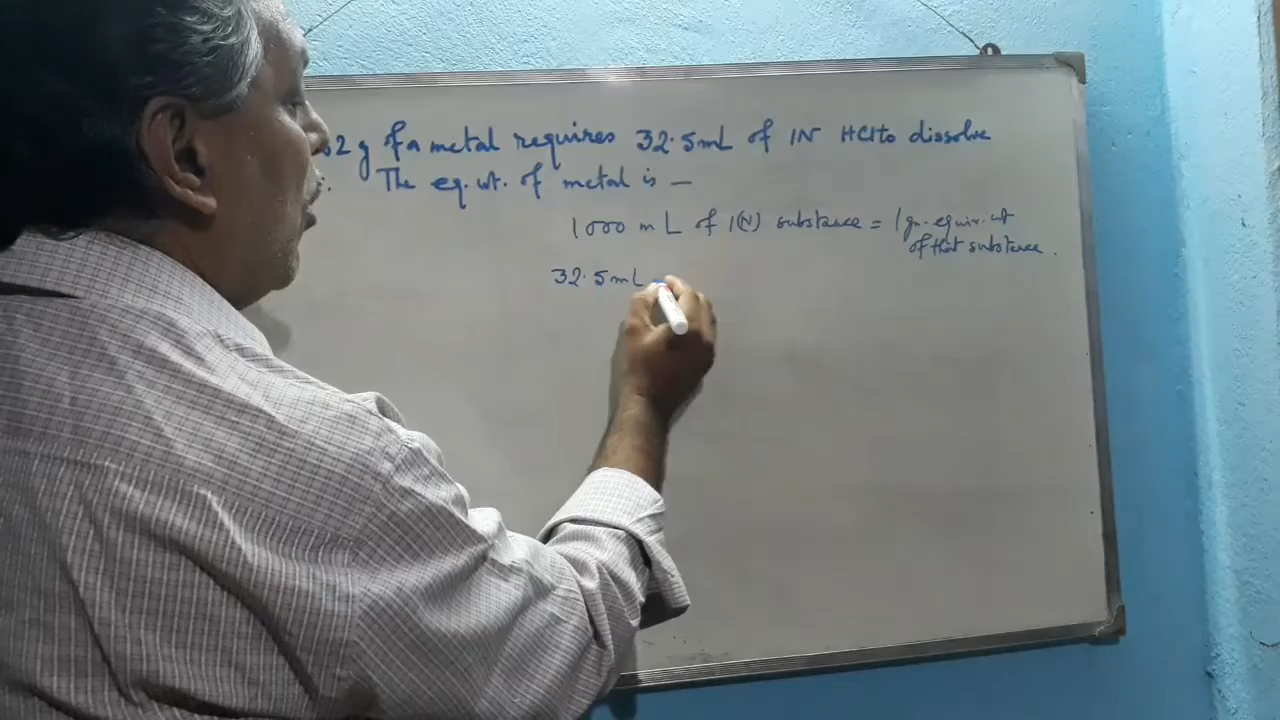 2 g of a metal requires 32.5mL of 1N HCl to dissolve
. The eq. wt. of metal is —
1000 mL of 1(N) substance = 1 gm. equiv. wt
of that substance.
32.5mL